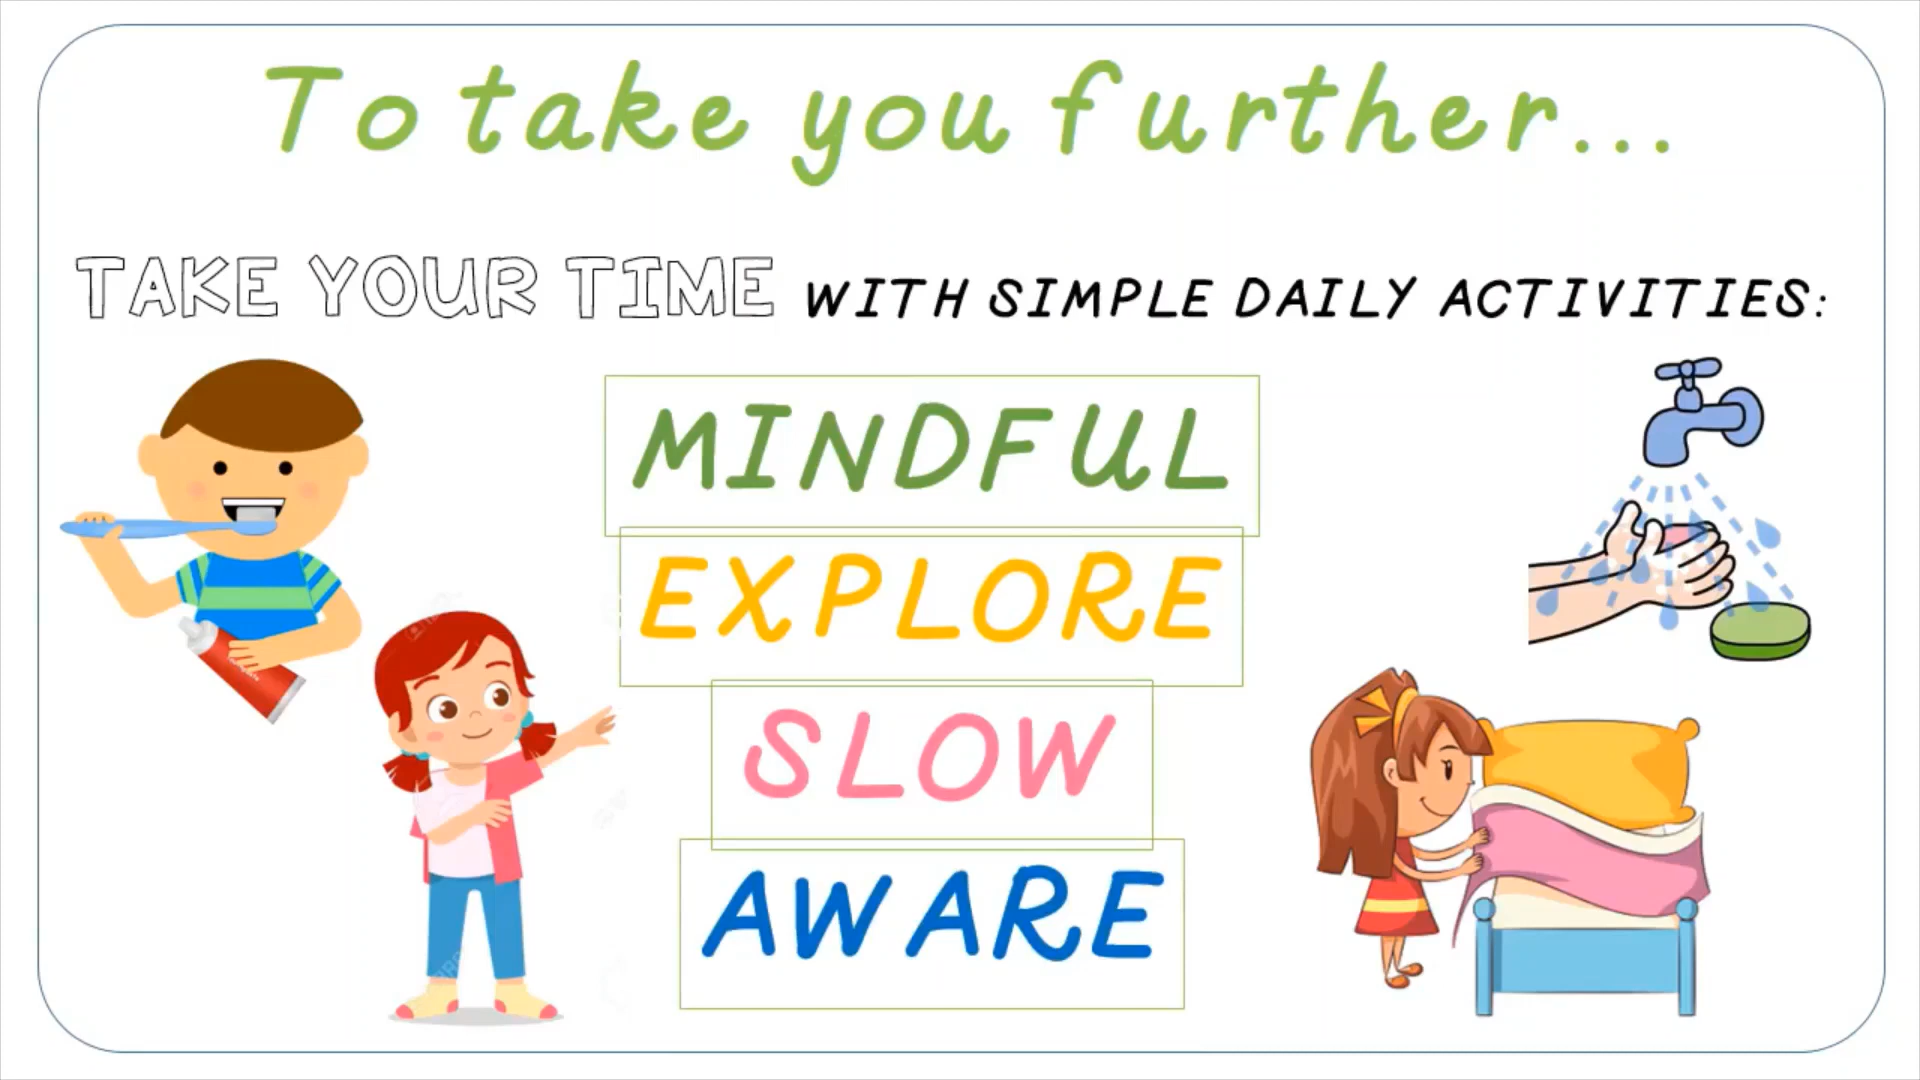 To take you further...
TAKE YOUR TIME WITH SIMPLE DAILY ACTIVITIES:
MINDFUL
EXPLORE
SLOW
AWARE